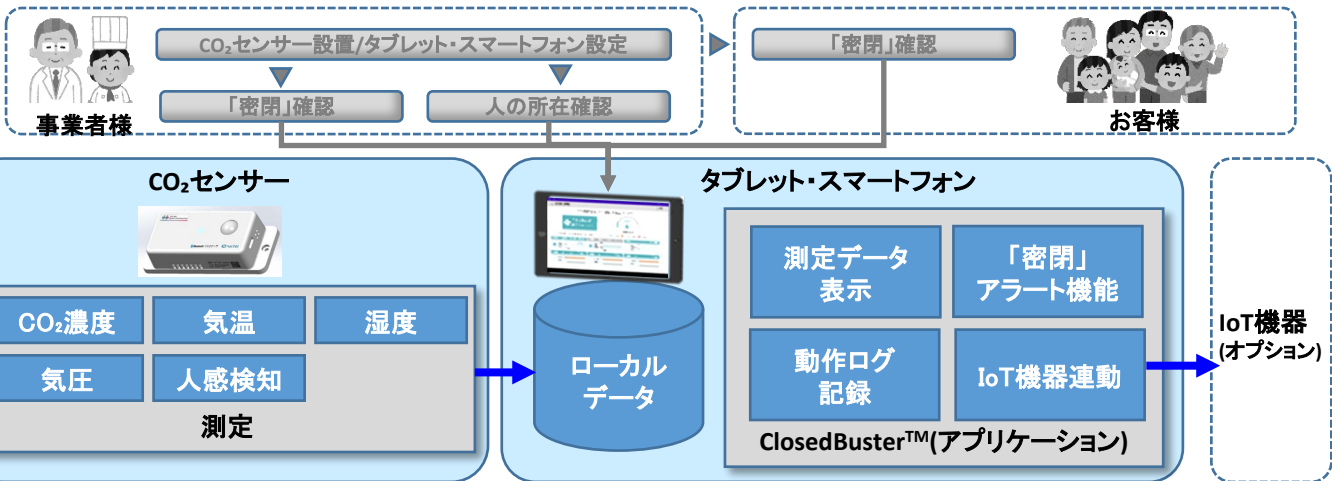 CO₂センサー設置/タブレット・スマートフォン設定
「密閉」確認
「密閉」確認
人の所在確認
事業者様
お客様
CO₂センサー
タブレット・スマートフォン
測定データ
表示
「密閉」
アラート機能
CO₂濃度
気温
湿度
IoT機器
(オプション)
気圧
人感検知
ローカル
データ
動作ログ
記録
IoT機器連動
測定
ClosedBuster™(アプリケーション)